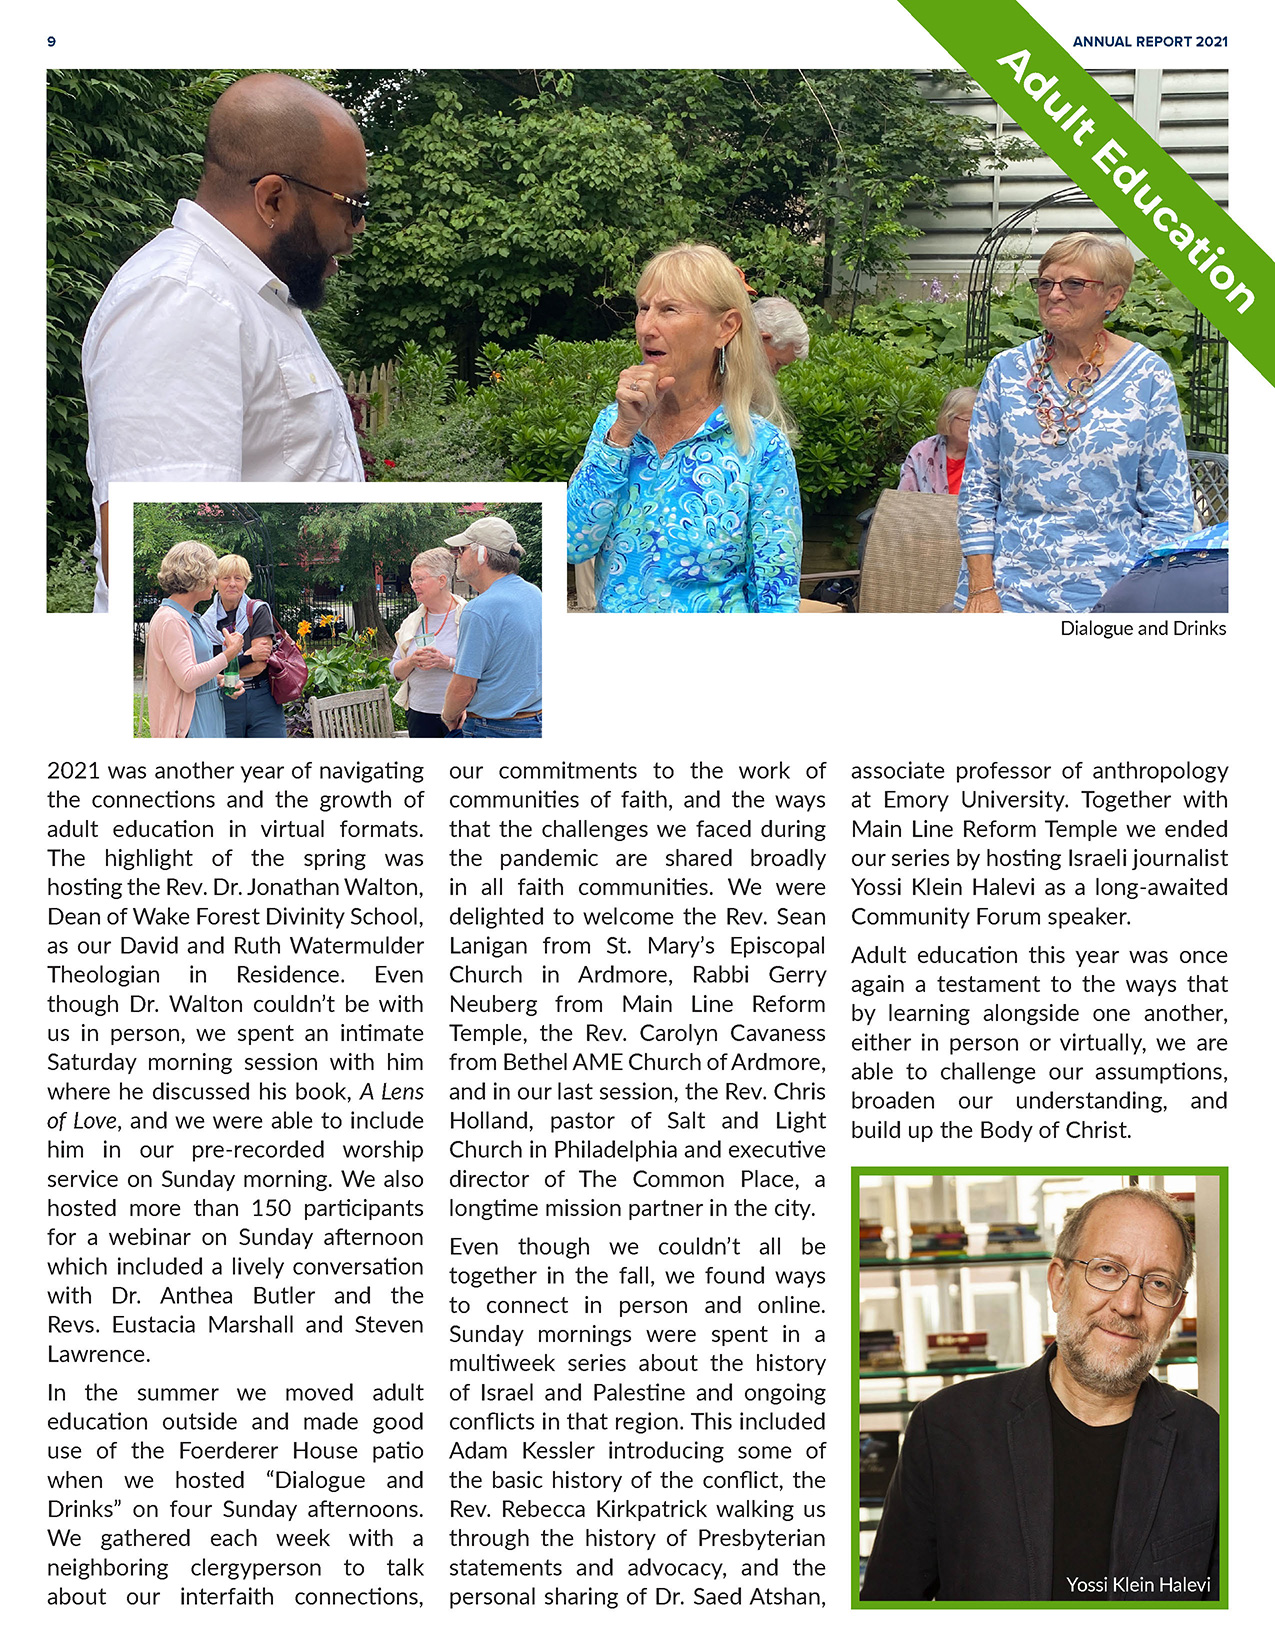 9
ANNUAL REPORT 2021
Adult Education
Dialogue and Drinks
2021 was another year of navigating
the connections and the growth of
adult education in virtual formats.
The highlight of the spring was
hosting the Rev. Dr. Jonathan Walton,
Dean of Wake Forest Divinity School,
as our David and Ruth Watermulder
Theologian in Residence. Even
though Dr. Walton couldn’t be with
us in person, we spent an intimate
Saturday morning session with him
where he discussed his book, A Lens
of Love, and we were able to include
him in our pre-recorded worship
service on Sunday morning. We also
hosted more than 150 participants
for a webinar on Sunday afternoon
which included a lively conversation
with Dr. Anthea Butler and the
Revs. Eustacia Marshall and Steven
Lawrence.
In the summer we moved adult
education outside and made good
use of the Foerderer House patio
when we hosted “Dialogue and
Drinks” on four Sunday afternoons.
We gathered each week with a
neighboring clergyperson to talk
about our interfaith connections,
our commitments to the work of
communities of faith, and the ways
that the challenges we faced during
the pandemic are shared broadly
in all faith communities. We were
delighted to welcome the Rev. Sean
Lanigan from St. Mary’s Episcopal
Church in Ardmore, Rabbi Gerry
Neuberg from Main Line Reform
Temple, the Rev. Carolyn Cavaness
from Bethel AME Church of Ardmore,
and in our last session, the Rev. Chris
Holland, pastor of Salt and Light
Church in Philadelphia and executive
director of The Common Place, a
longtime mission partner in the city.
Even though we couldn’t all be
together in the fall, we found ways
to connect in person and online.
Sunday mornings were spent in a
multiweek series about the history
of Israel and Palestine and ongoing
conflicts in that region. This included
Adam Kessler introducing some of
the basic history of the conflict, the
Rev. Rebecca Kirkpatrick walking us
through the history of Presbyterian
statements and advocacy, and the
personal sharing of Dr. Saed Atshan,
associate professor of anthropology
at Emory University. Together with
Main Line Reform Temple we ended
our series by hosting Israeli journalist
Yossi Klein Halevi as a long-awaited
Community Forum speaker.
Adult education this year was once
again a testament to the ways that
by learning alongside one another,
either in person or virtually, we are
able to challenge our assumptions,
broaden our understanding, and
build up the Body of Christ.
Yossi Klein Halevi